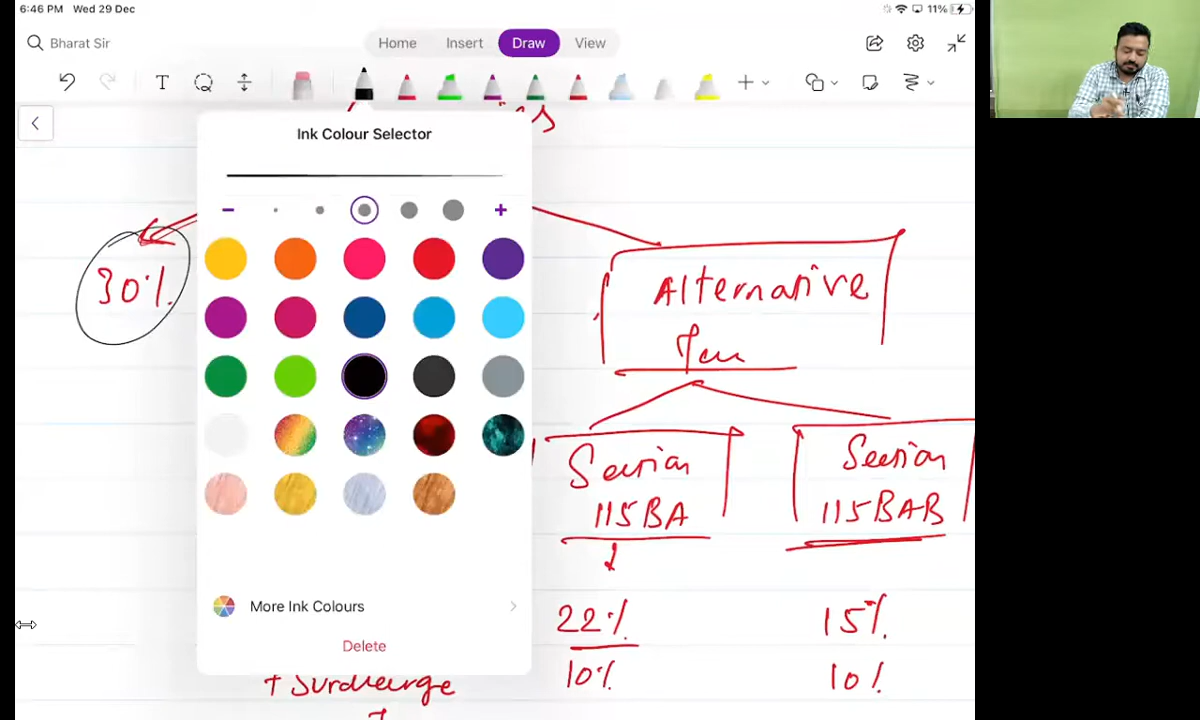 6:46 PM Wed 29 Dec
11%
Bharat Sir
Home
Insert
Draw
View
Ink Colour Selector
30%
Alternative
Section
115BA
Section
115BAB
22%
15%
10%
10%
More Ink Colours
Delete
+ Surcharge